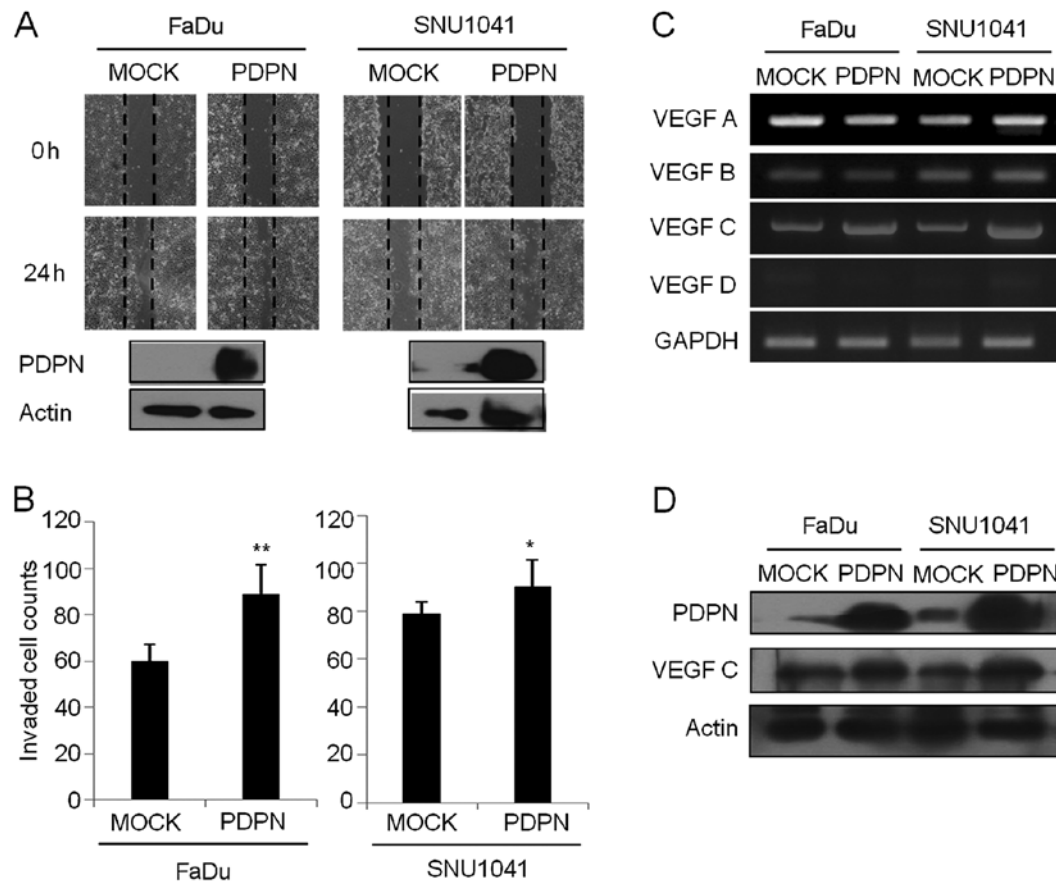 A
FaDu
SNU1041
MOCK PDPN
MOCK PDPN
0h
24h
PDPN
Actin
B
Invaded cell counts
120
100
80
60
40
20
0
**
MOCK PDPN
FaDu
120
100
80
60
40
20
0
*
MOCK PDPN
SNU1041
C
FaDu SNU1041
MOCK PDPN MOCK PDPN
VEGF A
VEGF B
VEGF C
VEGF D
GAPDH
D
FaDu SNU1041
MOCK PDPN MOCK PDPN
PDPN
VEGF C
Actin